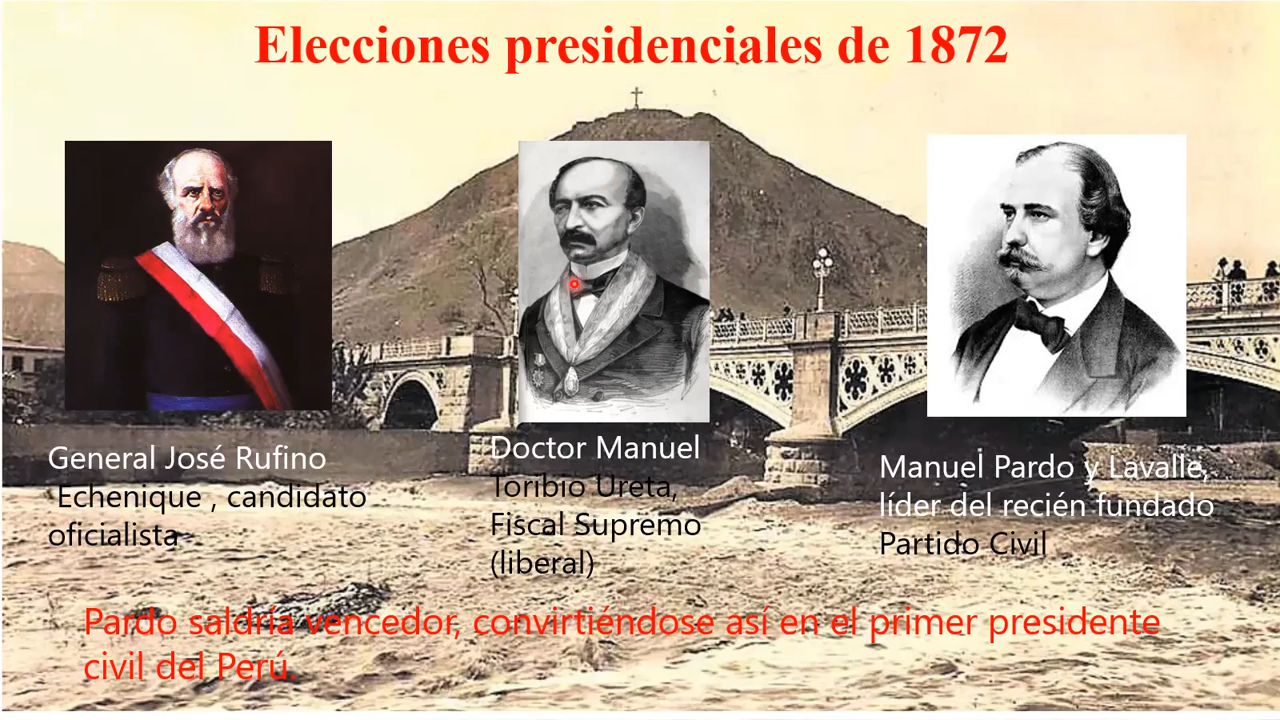 Elecciones presidenciales de 1872
General José Rufino
Echenique , candidato
oficialista
Doctor Manuel
Toribio Ureta,
Fiscal Supremo
(liberal)
Manuel Pardo y Lavalle,
líder del recién fundado
Partido Civil
Pardo saldría vencedor, convirtiéndose así en el primer presidente
civil del Perú.